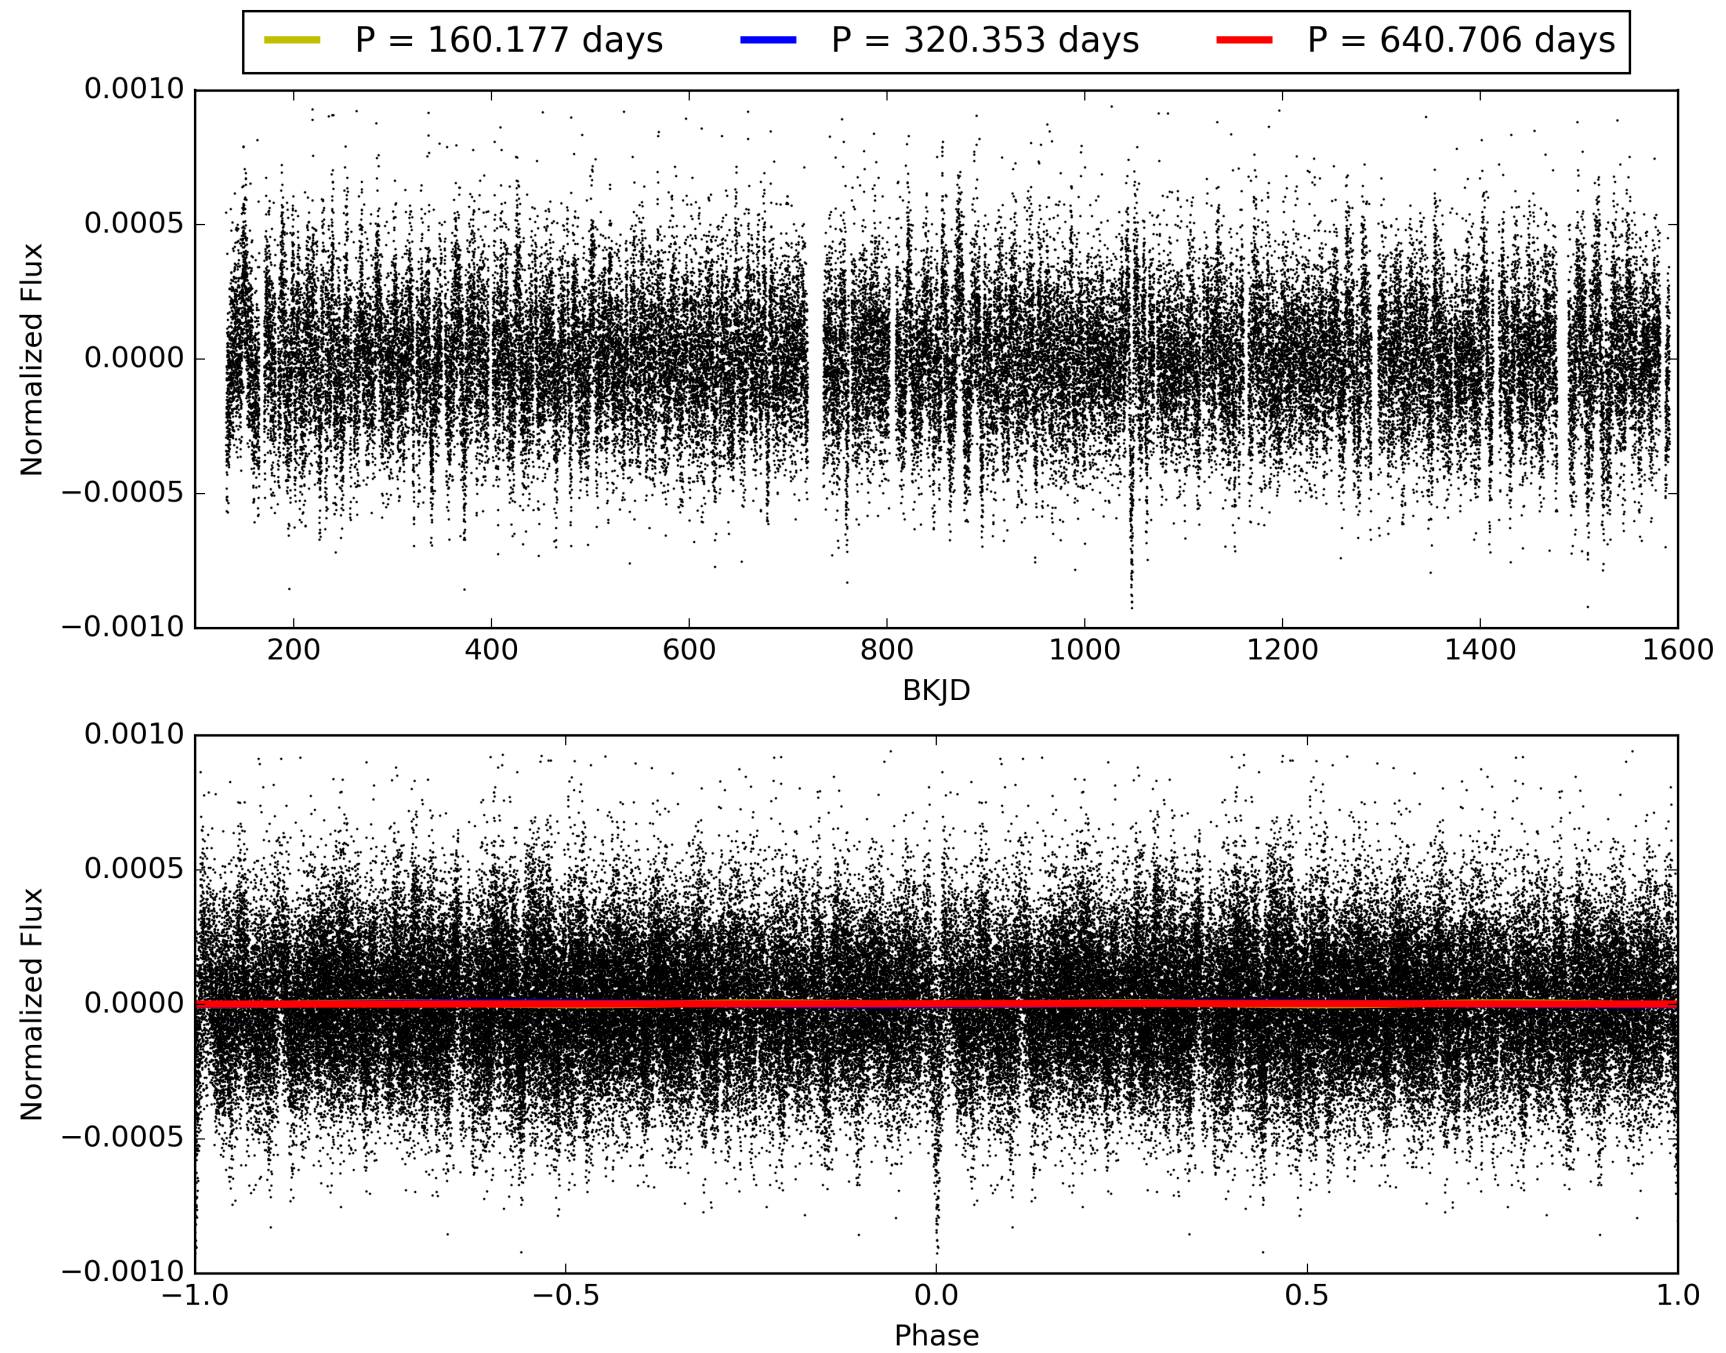 P = 160.177 days P = 320.353 days P = 640.706 days
0.0010
0.0005
0.0000
−0.0005
−0.0010
Normalized Flux
200 400 600 800 1000 1200 1400 1600
BKJD
0.0010
0.0005
0.0000
−0.0005
−0.0010
Normalized Flux
−1.0 −0.5 0.0 0.5 1.0
Phase